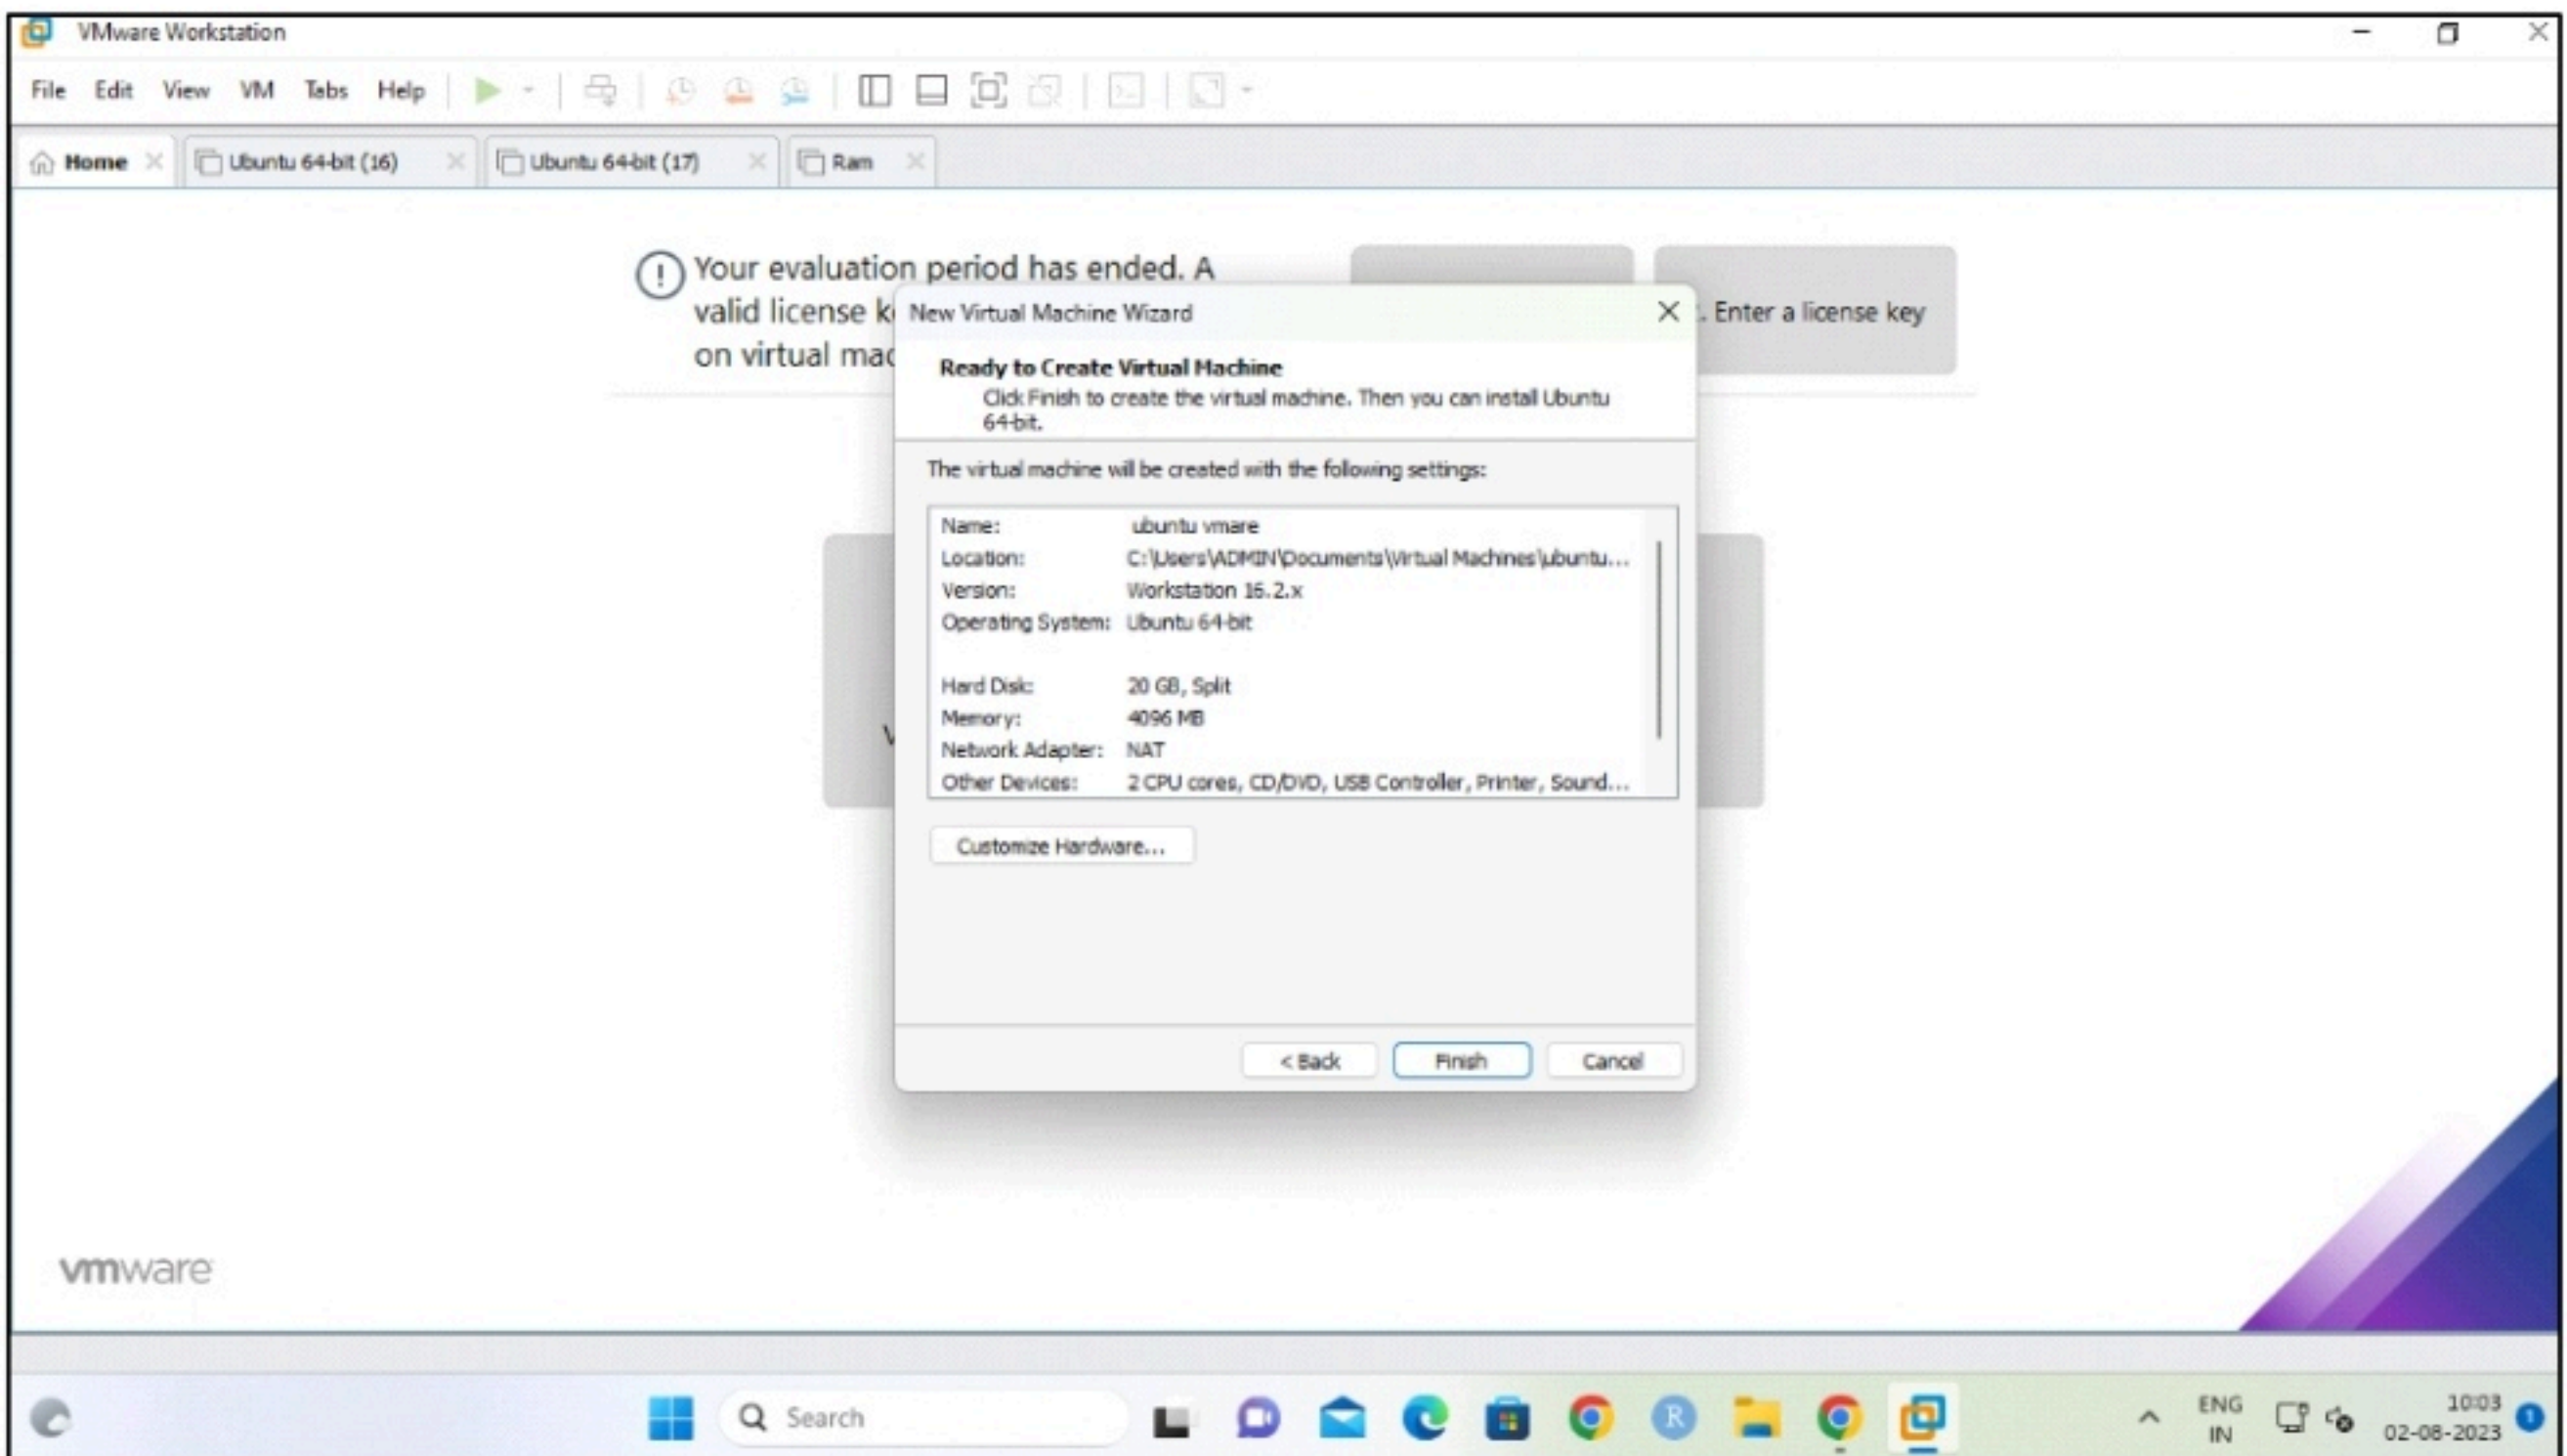 VMware Workstation
File Edit View VM Tabs Help
Home Ubuntu 64-bit (16) Ubuntu 64-bit (17) Ram
Your evaluation period has ended. A
valid license
on virtual
Enter a license key
New Virtual Machine Wizard
Ready to Create Virtual Machine
Click Finish to create the virtual machine. Then you can install Ubuntu
64-bit.
The virtual machine will be created with the following settings:
Name: ubuntu vmare
Location: C:\Users\ADMIN\Documents\Virtual Machines\ubuntu...
Version: Workstation 16.2.x
Operating System: Ubuntu 64-bit
Hard Disk: 20 GB, Split
Memory: 4096 MB
Network Adapter: NAT
Other Devices: 2 CPU cores, CD/DVD, USB Controller, Printer, Sound...
Customize Hardware...
< Back Finish Cancel
vmware
Search
R
ENG
IN
10:03
02-08-2023
1